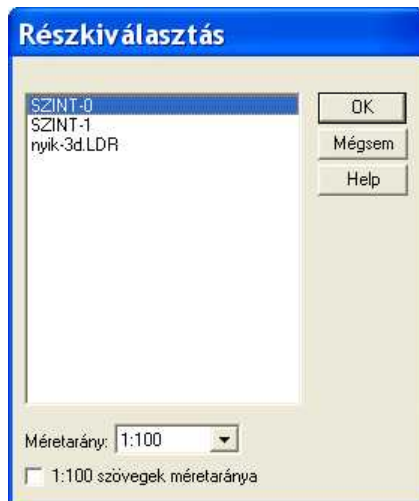 Részkiválasztás
SZINT-0
SZINT-1
nyik-3d.LDR
OK
Mégsem
Help
Méretarány: 1:100
1:100 szövegek méretaránya